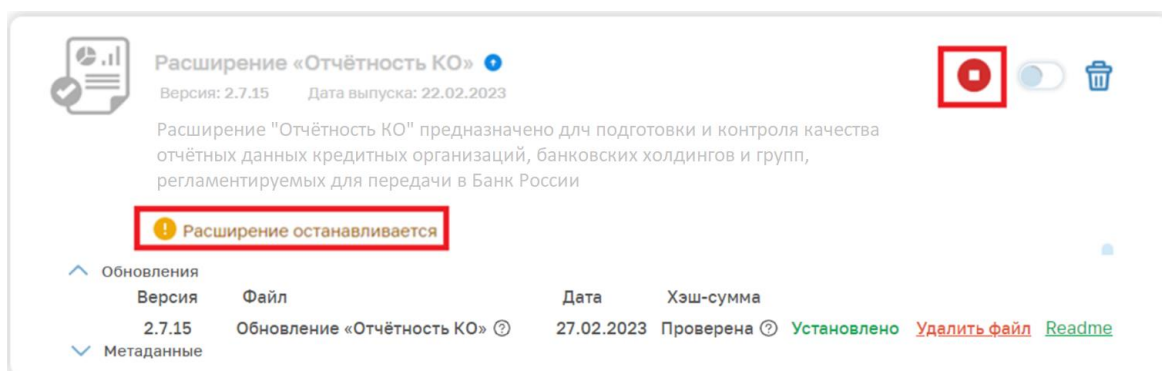 Расширение «Отчётность КО»
Версия: 2.7.15 Дата выпуска: 22.02.2023
Расширение "Отчётность КО" предназначено длч подготовки и контроля качества
отчётных данных кредитных организаций, банковских холдингов и групп,
регламентируемых для передачи в Банк России
Расширение останавливается
Обновления
Версия Файл Дата Хэш-сумма
2.7.15 Обновление «Отчётность КО» 27.02.2023 Проверена Установлено Удалить файл Readme
Метаданные